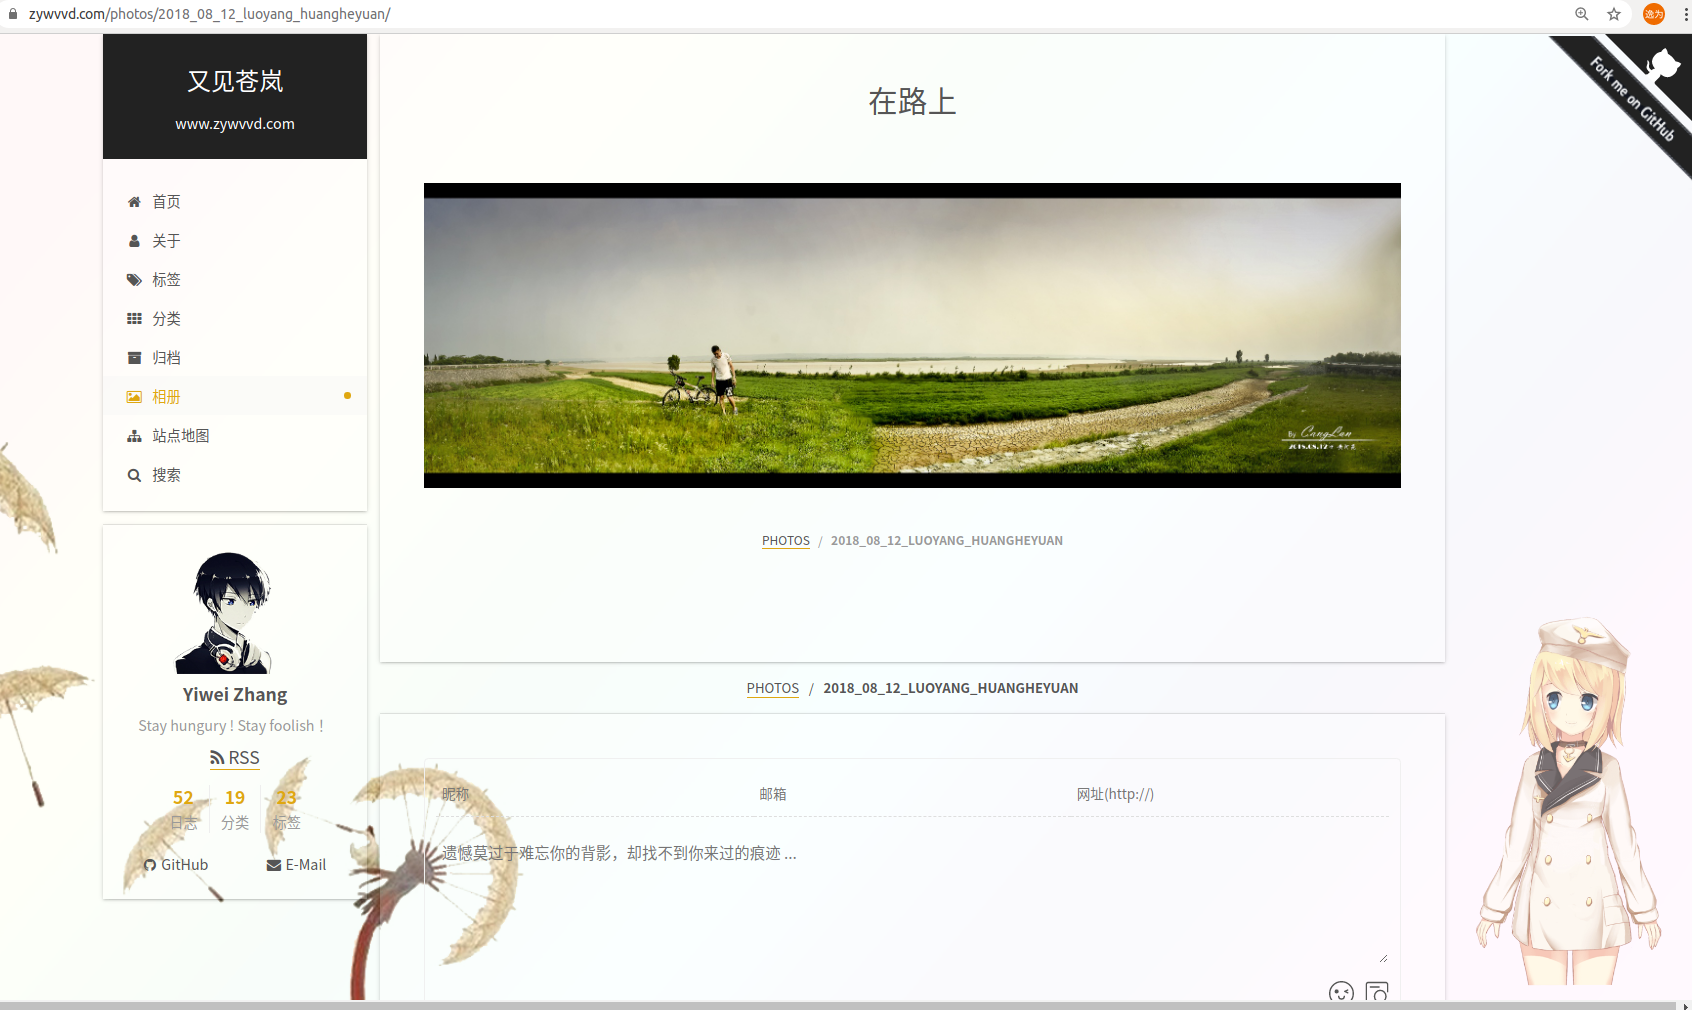 zywvvd.com/photos/2018_08_12_luoyang_huangheyuan/
逸为
又见苍岚
www.zywvvd.com
首页
关于
标签
分类
归档
相册
站点地图
搜索
Yiwei Zhang
Stay hungury ! Stay foolish !
RSS
52 19 23
日志 分类 标签
GitHub E-Mail
在路上
By CangLan
PHOTOS / 2018_08_12_LUOYANG_HUANGHEYUAN
PHOTOS / 2018_08_12_LUOYANG_HUANGHEYUAN
昵称 邮箱 网址(http://)
遗憾莫过于难忘你的背影，却找不到你来过的痕迹 ...
Fork me on GitHub